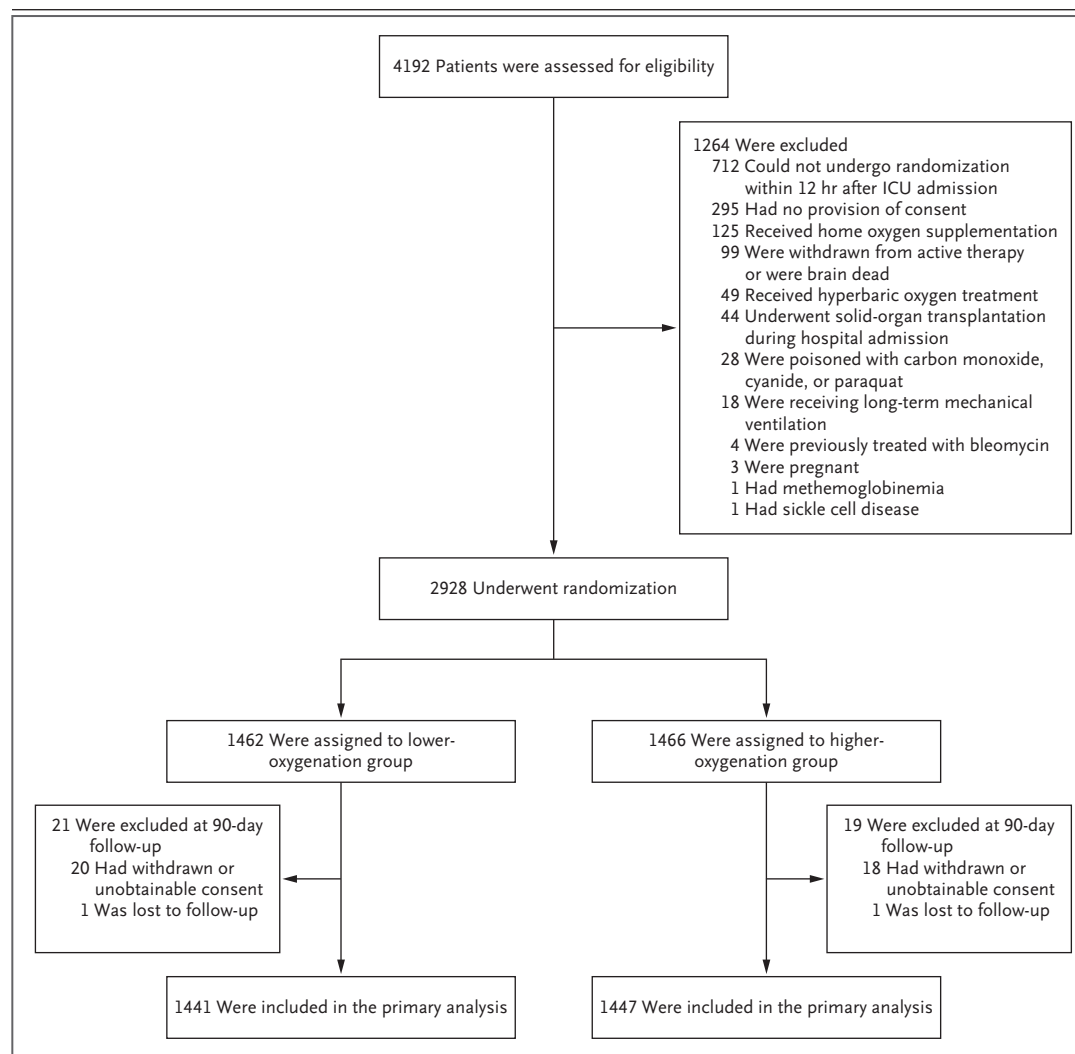 4192 Patients were assessed for eligibility
1264 Were excluded
712 Could not undergo randomization
within 12 hr after ICU admission
295 Had no provision of consent
125 Received home oxygen supplementation
99 Were withdrawn from active therapy
or were brain dead
49 Received hyperbaric oxygen treatment
44 Underwent solid-organ transplantation
during hospital admission
28 Were poisoned with carbon monoxide,
cyanide, or paraquat
18 Were receiving long-term mechanical
ventilation
4 Were previously treated with bleomycin
3 Were pregnant
1 Had methemoglobinemia
1 Had sickle cell disease
2928 Underwent randomization
1462 Were assigned to lower-
oxygenation group
1466 Were assigned to higher-
oxygenation group
21 Were excluded at 90-day
follow-up
20 Had withdrawn or
unobtainable consent
1 Was lost to follow-up
19 Were excluded at 90-day
follow-up
18 Had withdrawn or
unobtainable consent
1 Was lost to follow-up
1441 Were included in the primary analysis
1447 Were included in the primary analysis